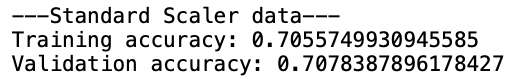 ---Standard Scaler data---
Training accuracy: 0.7055749930945585
Validation accuracy: 0.7078387896178427